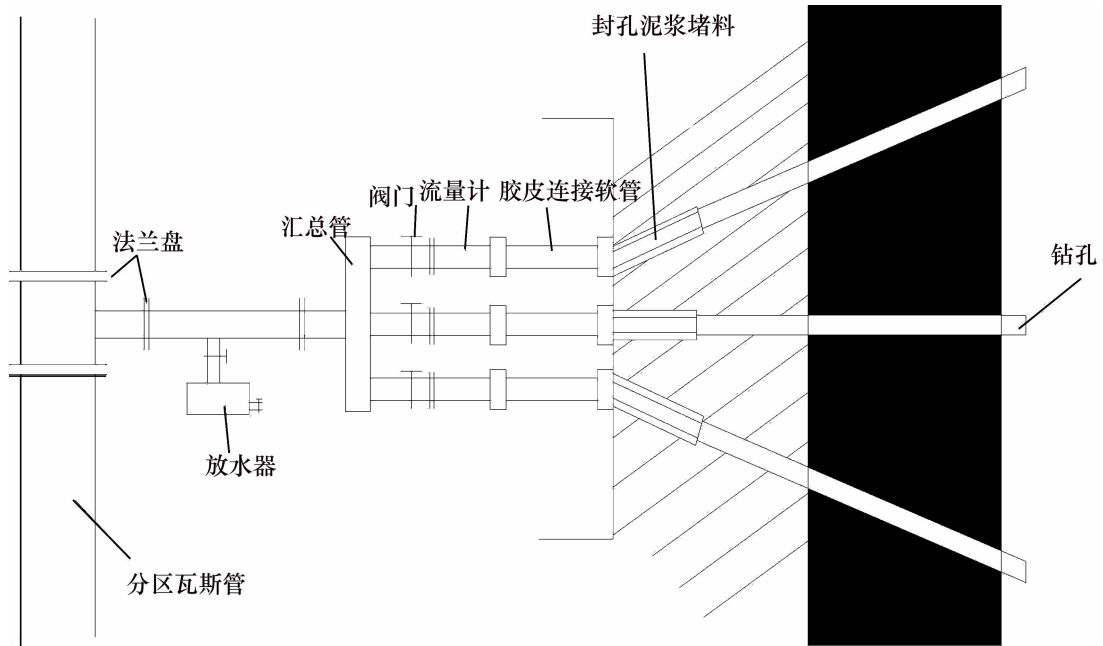 封孔泥浆堵料
阀门
流量计
胶皮连接软管
汇总管
法兰盘
钻孔
放水器
分区瓦斯管